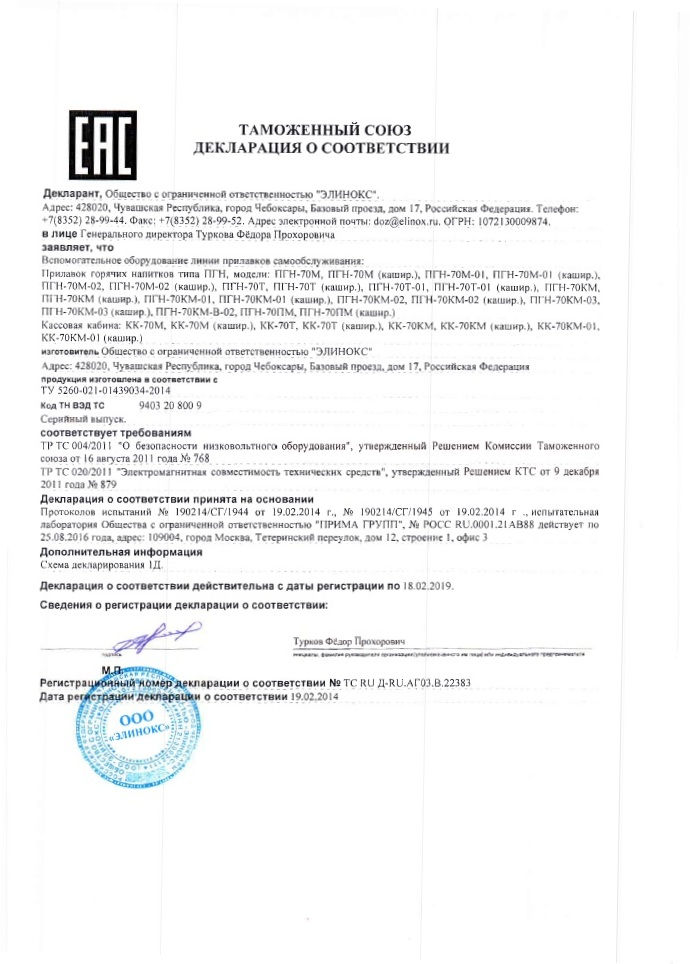 EAC
ТАМОЖЕННЫЙ СОЮЗ
ДЕКЛАРАЦИЯ О СООТВЕТСТВИИ
Декларант, Общество с ограниченной ответственностью "ЭЛИНОКС".
Адрес: 428020, Чувашская Республика, город Чебоксары, Базовый проезд, дом 17, Российская Федерация. Телефон:
+7(8352) 28-99-44. Факс: +7(8352) 28-99-52. Адрес электронной почты: doz@elinox.ru. ОГРН: 1072130009874.
в лице Генерального директора Туркова Фёдора Прохоровича
заявляет, что
Вспомогательное оборудование линии прилавков самообслуживания:
Прилавок горячих напитков типа ПГН, модели: ПГН-70М, ПГН-70М (кашир.), ПГН-70М-01, ПГН-70М-01 (кашир.),
ПГН-70М-02, ПГН-70М-02 (кашир.), ПГН-70Т, ПГН-70Т (кашир.), ПГН-70Т-01, ПГН-70Т-01 (кашир.), ПГН-70КМ,
ПГН-70КМ (кашир.), ПГН-70КМ-01, ПГН-70КМ-01 (кашир.), ПГН-70КМ-02, ПГН-70КМ-02 (кашир.), ПГН-70КМ-03,
ПГН-70КМ-03 (кашир.), ПГН-70КМ-В-02, ПГН-70ПМ, ПГН-70ПМ (кашир.)
Кассовая кабина: КК-70М, КК-70М (кашир.), КК-70Т, КК-70Т (кашир.), КК-70КМ, КК-70КМ (кашир.), КК-70КМ-01,
КК-70КМ-01 (кашир.)
изготовитель Общество с ограниченной ответственностью "ЭЛИНОКС"
Адрес: 428020, Чувашская Республика, город Чебоксары, Базовый проезд, дом 17, Российская Федерация
продукция изготовлена в соответствии с
ТУ 5260-021-01439034-2014
Код ТН ВЭД ТС 9403 20 800 9
Серийный выпуск.
соответствует требованиям
ТР ТС 004/2011 "О безопасности низковольтного оборудования", утвержденный Решением Комиссии Таможенного
союза от 16 августа 2011 года № 768
ТР ТС 020/2011 "Электромагнитная совместимость технических средств", утвержденный Решением КТС от 9 декабря
2011 года № 879
Декларация о соответствии принята на основании
Протоколов испытаний № 190214/СГ/1944 от 19.02.2014 г., № 190214/СГ/1945 от 19.02.2014 г ., испытательная
лаборатория Общества с ограниченной ответственностью "ПРИМА ГРУПП", № РОСС RU.0001.21АВ88 действует по
25.08.2016 года, адрес: 109004, город Москва, Тетеринский переулок, дом 12, строение 1, офис 3
Дополнительная информация
Схема декларирования 1Д.
Декларация о соответствии действительна с даты регистрации по 18.02.2019.
Сведения о регистрации декларации о соответствии:
Турков Фёдор Прохорович
подпись инициалы, фамилия руководителя организации/уполномоченного им лица/или индивидуального предпринимателя
М.П.
Регистрационный номер декларации о соответствии № ТС RU Д-RU.АГ03.В.22383
Дата регистрации декларации о соответствии 19.02.2014
ООО
«ЭЛИНОКС»